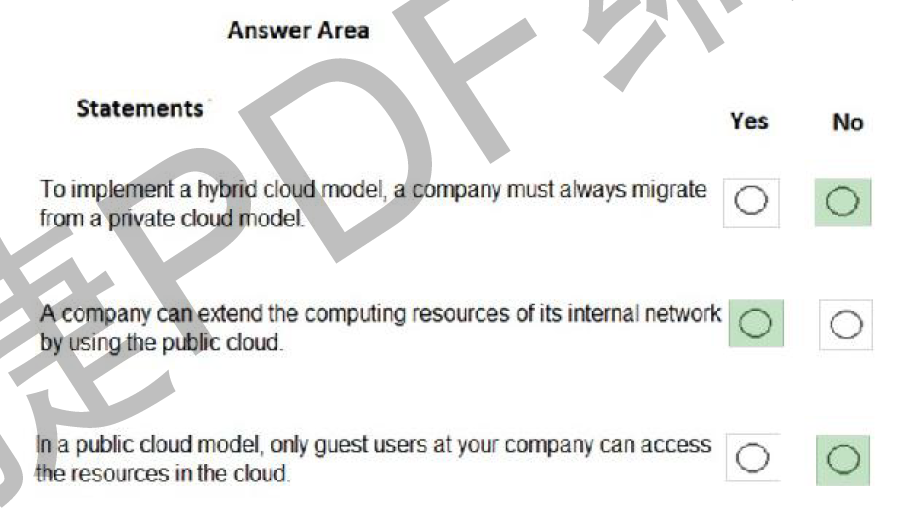 Answer Area
Statements
Yes No
To implement a hybrid cloud model, a company must always migrate
from a private cloud model.
A company can extend the computing resources of its internal network
by using the public cloud.
In a public cloud model, only guest users at your company can access
the resources in the cloud.
捷PDF编